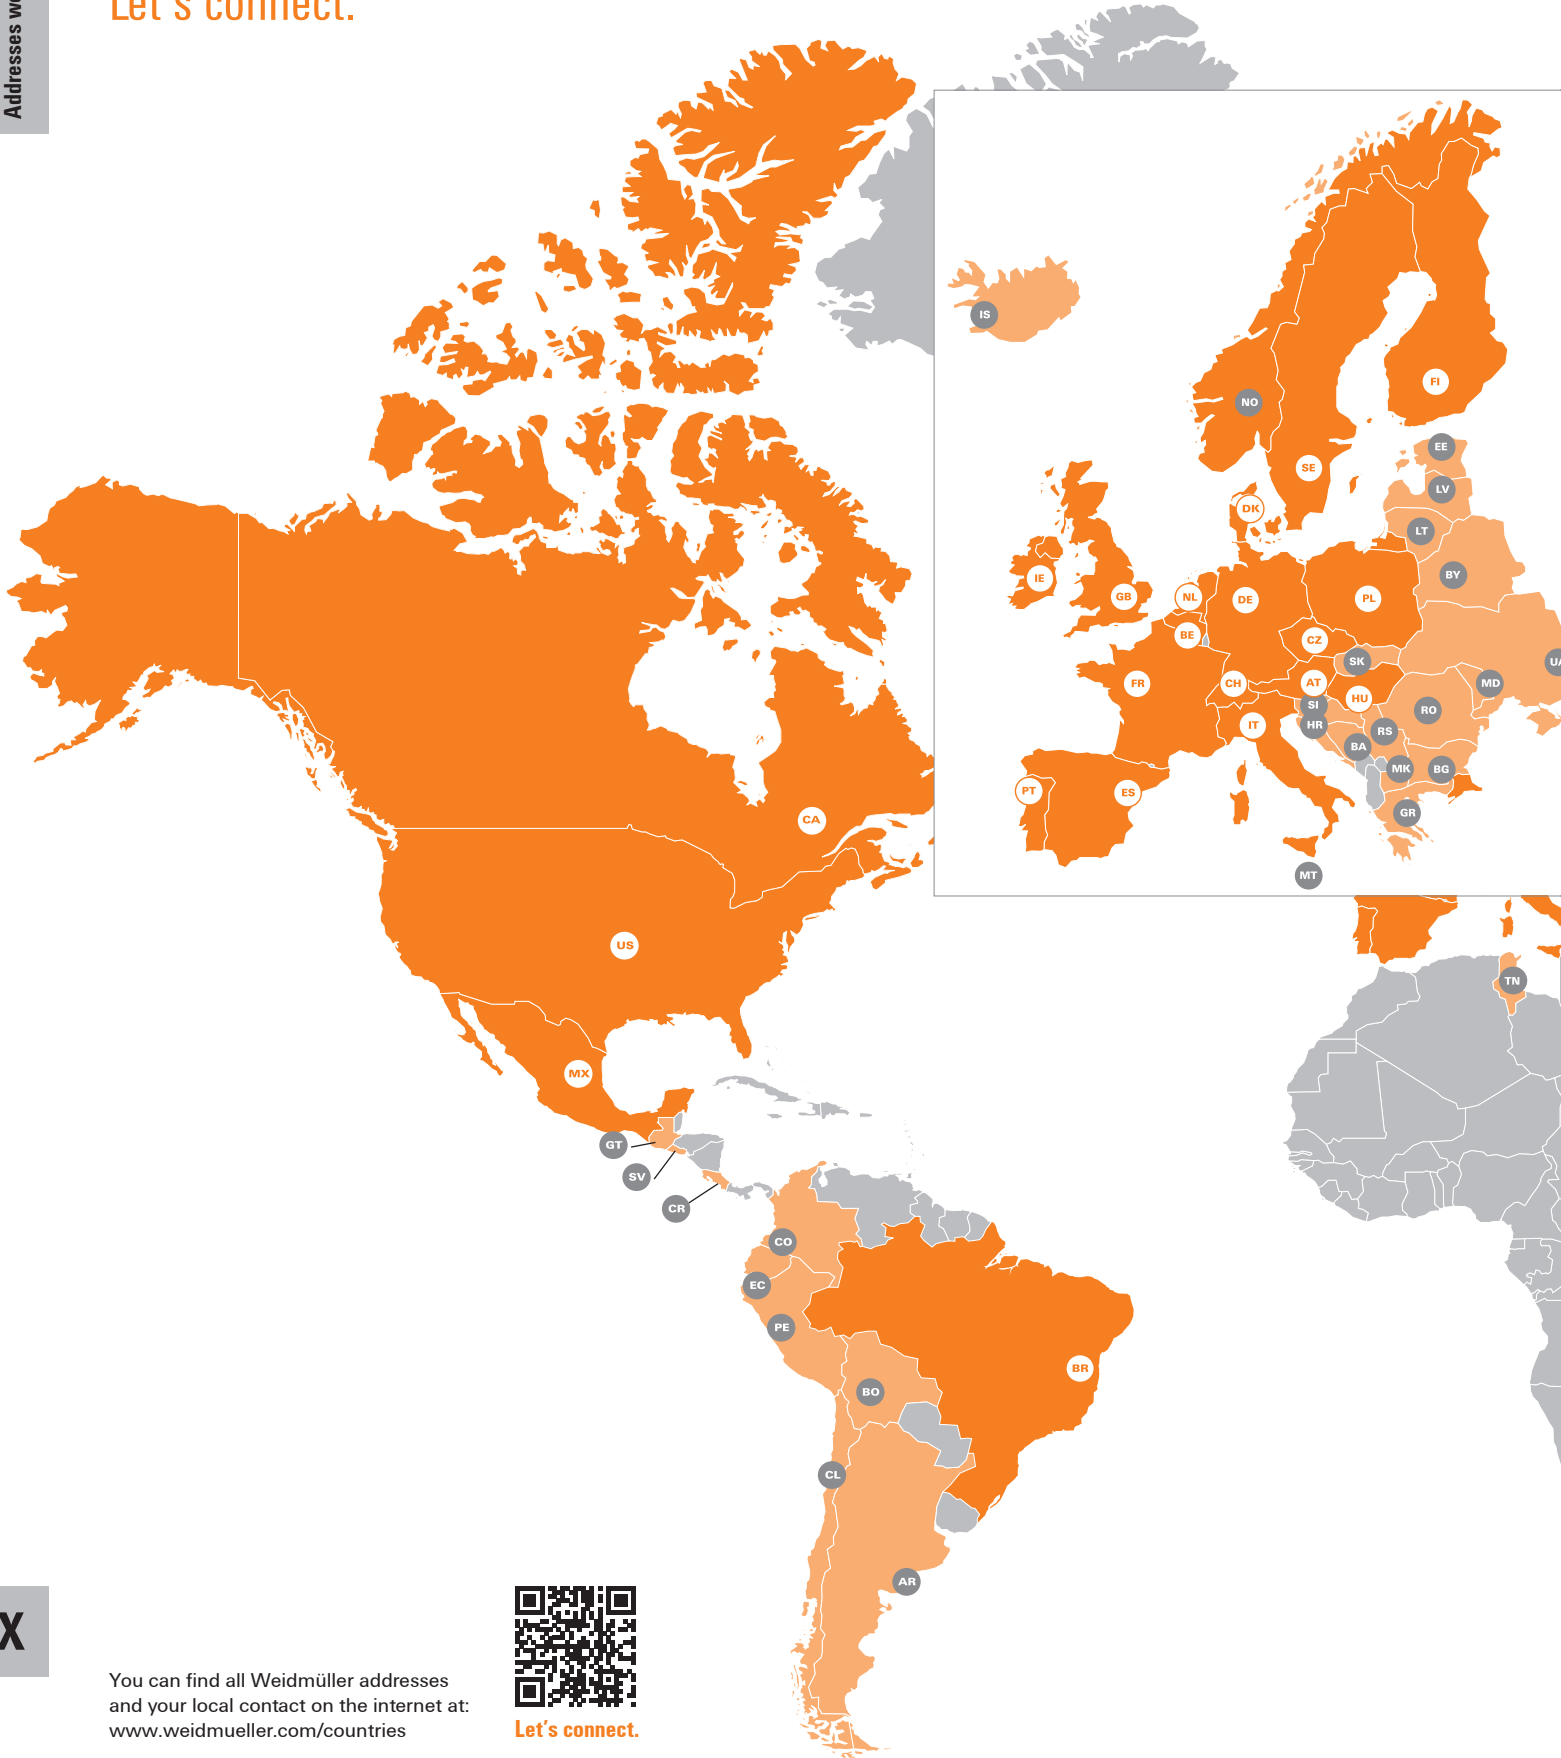 Addresses
Let's connect.
IS
NO
FI
SE
EE
LV
DK
LT
BY
IE
GB
NL
DE
PL
BE
CZ
SK
UA
FR
CH
AT
MD
SI
HU
HR
RO
IT
RS
BA
MK
BG
PT
ES
GR
MT
CA
US
TN
MX
GT
SV
CR
CO
EC
PE
BR
BO
CL
AR
X
You can find all Weidmüller addresses
and your local contact on the internet at:
www.weidmueller.com/countries
Let's connect.